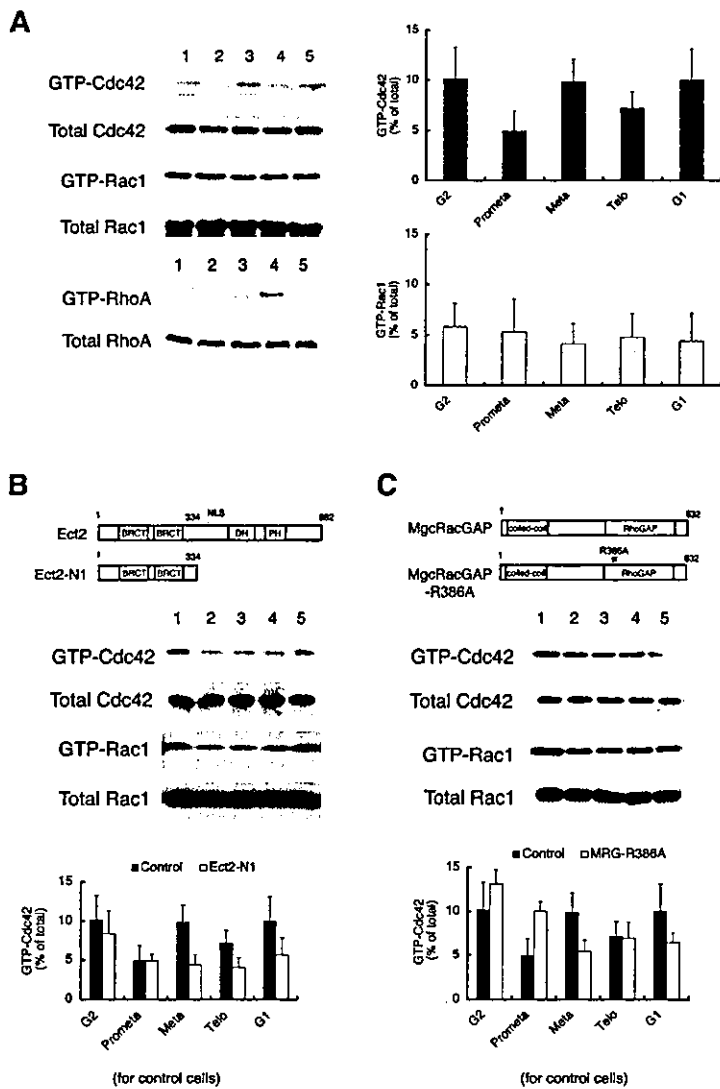 A
1 2 3 4 5
GTP-Cdc42
Total Cdc42
GTP-Rac1
Total Rac1
1 2 3 4 5
GTP-RhoA
Total RhoA
GTP-Cdc42
(% of total)
15
10
5
0
G2 Prometa Meta Telo G1
GTP-Rac1
(% of total)
15
10
5
0
G2 Prometa Meta Telo G1
B
1 334 NLS 882
Ect2 BRCT BRCT DH PH
1 334
Ect2-N1 BRCT BRCT
1 2 3 4 5
GTP-Cdc42
Total Cdc42
GTP-Rac1
Total Rac1
Control Ect2-N1
GTP-Cdc42
(% of total)
15
10
5
0
G2 Prometa Meta Telo G1
(for control cells)
C
1 632
MgcRacGAP coiled-coil RhoGAP
R386A
1 632
MgcRacGAP coiled-coil RhoGAP
-R386A
1 2 3 4 5
GTP-Cdc42
Total Cdc42
GTP-Rac1
Total Rac1
Control MRG-R386A
GTP-Cdc42
(% of total)
15
10
5
0
G2 Prometa Meta Telo G1
(for control cells)